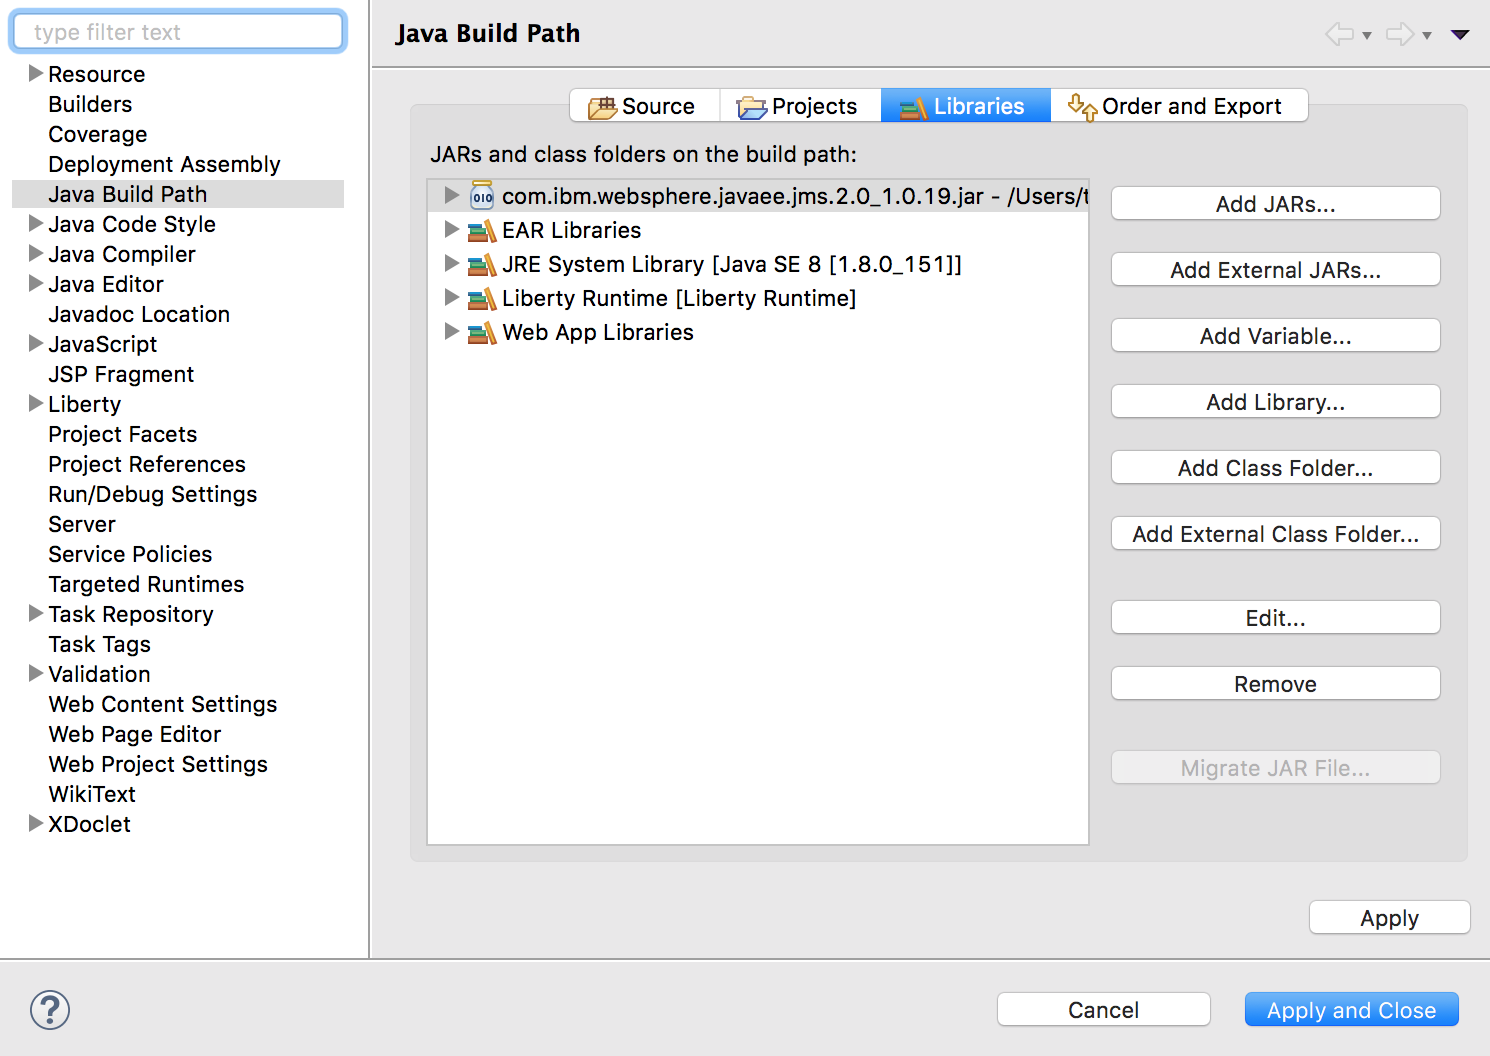 type filter text
Resource
Builders
Coverage
Deployment Assembly
Java Build Path
Java Code Style
Java Compiler
Java Editor
Javadoc Location
JavaScript
JSP Fragment
Liberty
Project Facets
Project References
Run/Debug Settings
Server
Service Policies
Targeted Runtimes
Task Repository
Task Tags
Validation
Web Content Settings
Web Page Editor
Web Project Settings
WikiText
XDoclet
Java Build Path
Source Projects Libraries Order and Export
JARs and class folders on the build path:
010 com.ibm.websphere.javaee.jms.2.0_1.0.19.jar - /Users/t
EAR Libraries
JRE System Library [Java SE 8 [1.8.0_151]]
Liberty Runtime [Liberty Runtime]
Web App Libraries
Add JARs...
Add External JARs...
Add Variable...
Add Library...
Add Class Folder...
Add External Class Folder...
Edit...
Remove
Migrate JAR File...
Apply
?
Cancel
Apply and Close